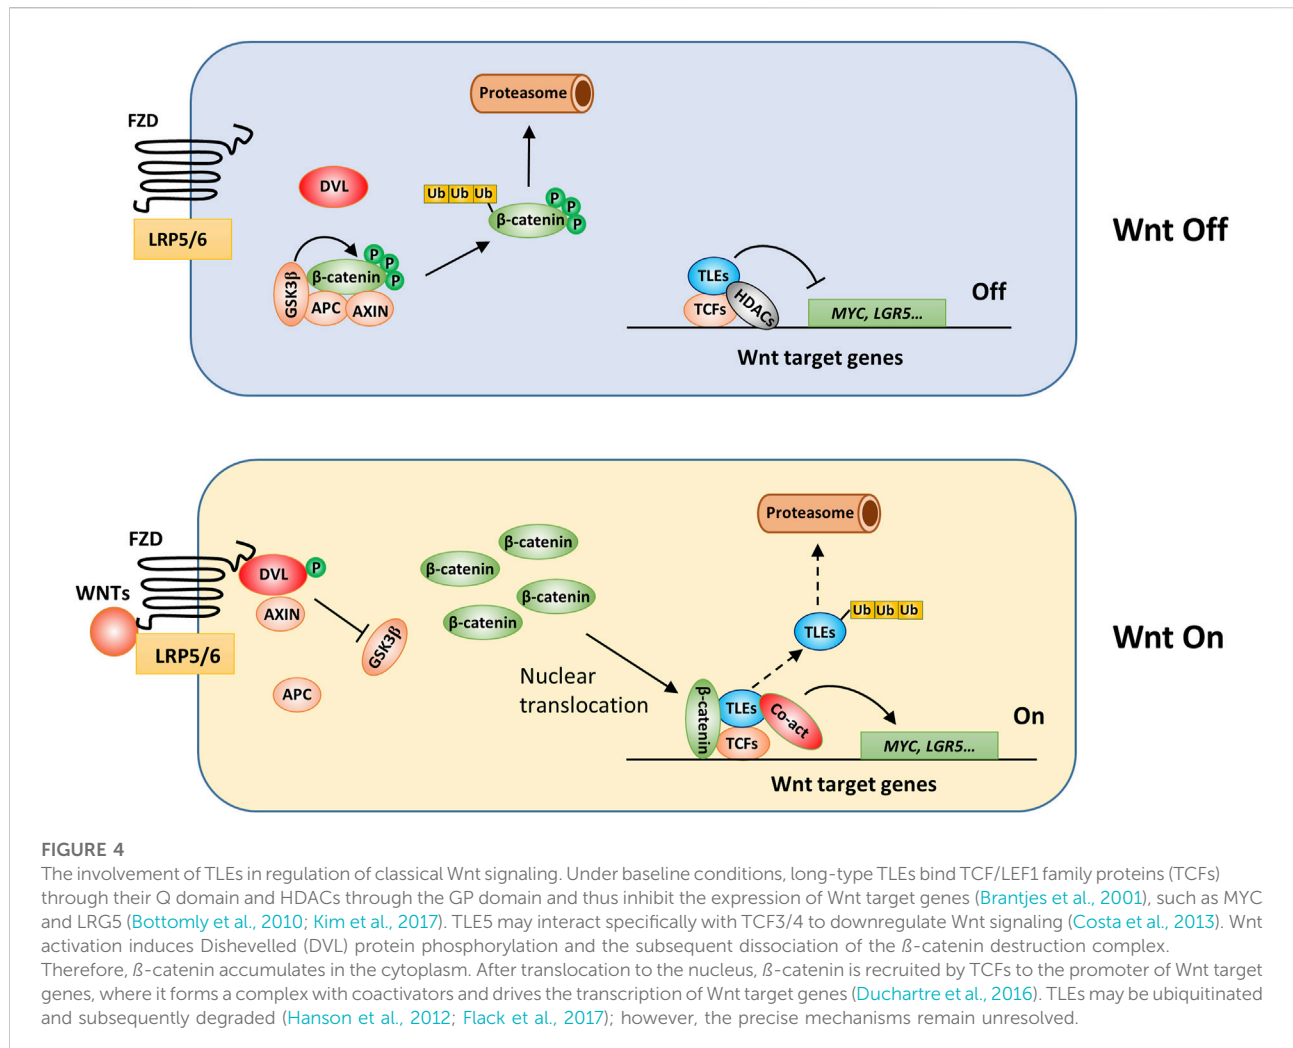 FZD
LRP5/6
DVL
GSK3β
β-catenin
P
P
P
APC
AXIN
Ub Ub Ub
β-catenin
P
P
P
Proteasome
TLEs
TCFs
HDACs
MYC, LGR5...
Off
Wnt target genes
Wnt Off
WNTs
FZD
LRP5/6
DVL
P
AXIN
GSK3β
APC
β-catenin
β-catenin
β-catenin
β-catenin
Nuclear
translocation
Proteasome
TLEs
Ub Ub Ub
β-catenin
TLEs
TCFs
Co-act
MYC, LGR5...
On
Wnt target genes
Wnt On
FIGURE 4
The involvement of TLEs in regulation of classical Wnt signaling. Under baseline conditions, long-type TLEs bind TCF/LEF1 family proteins (TCFs)
through their Q domain and HDACs through the GP domain and thus inhibit the expression of Wnt target genes (Brantjes et al., 2001), such as MYC
and LRG5 (Bottomly et al., 2010; Kim et al., 2017). TLE5 may interact specifically with TCF3/4 to downregulate Wnt signaling (Costa et al., 2013). Wnt
activation induces Dishevelled (DVL) protein phosphorylation and the subsequent dissociation of the ß-catenin destruction complex.
Therefore, ß-catenin accumulates in the cytoplasm. After translocation to the nucleus, ß-catenin is recruited by TCFs to the promoter of Wnt target
genes, where it forms a complex with coactivators and drives the transcription of Wnt target genes (Duchartre et al., 2016). TLEs may be ubiquitinated
and subsequently degraded (Hanson et al., 2012; Flack et al., 2017); however, the precise mechanisms remain unresolved.